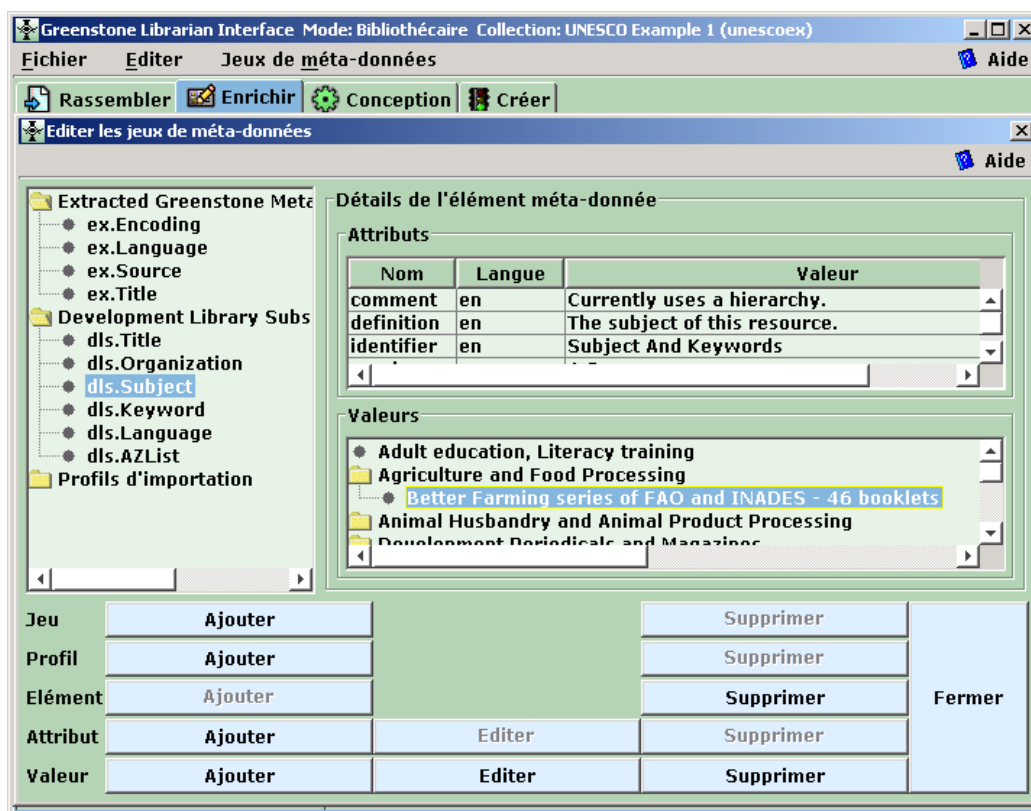 Greenstone Librarian Interface Mode: Bibliothécaire Collection: UNESCO Example 1 (unescoex)
Fichier Editer Jeux de méta-données Aide
Rassembler Enrichir Conception Créer
Editer les jeux de méta-données
Aide
Extracted Greenstone Meta
ex.Encoding
ex.Language
ex.Source
ex.Title
Development Library Subs
dls.Title
dls.Organization
dls.Subject
dls.Keyword
dls.Language
dls.AZList
Profils d'importation
Détails de l'élément méta-donnée
Attributs
Nom Langue Valeur
comment en Currently uses a hierarchy.
definition en The subject of this resource.
identifier en Subject And Keywords
Valeurs
Adult education, Literacy training
Agriculture and Food Processing
Better Farming series of FAO and INADES - 46 booklets
Animal Husbandry and Animal Product Processing
Development Periodicals and Magazines
Jeu Ajouter Supprimer
Profil Ajouter Supprimer
Elément Ajouter Supprimer Fermer
Attribut Ajouter Editer Supprimer
Valeur Ajouter Editer Supprimer